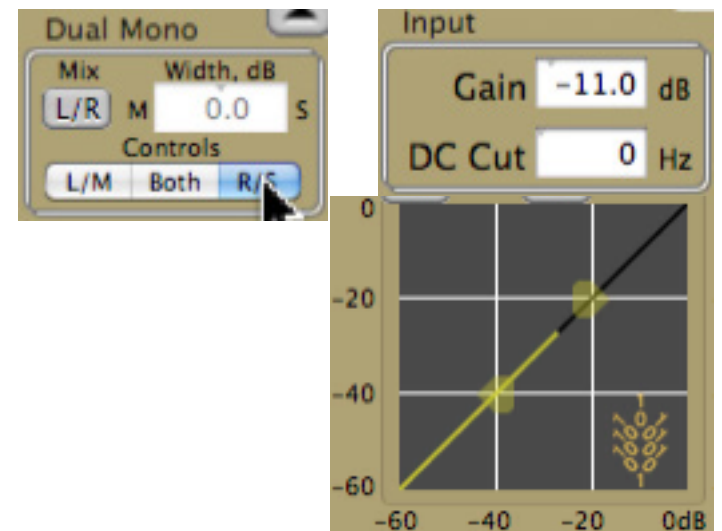 Dual Mono
Mix Width, dB
L/R M 0.0 S
Controls
L/M Both R/S
Input
Gain -11.0 dB
DC Cut 0 Hz
0
-20
-40
-60
-60 -40 -20 0dB